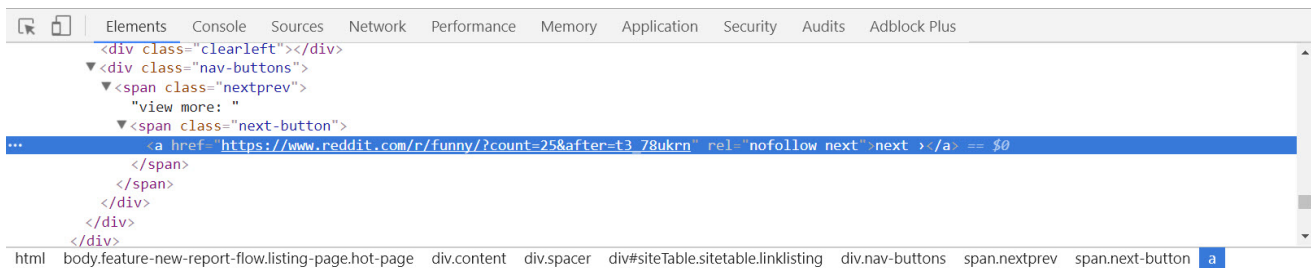 Elements Console Sources Network Performance Memory Application Security Audits Adblock Plus
<div class="clearleft"></div>
▼<div class="nav-buttons">
▼<span class="nextprev">
"view more: "
▼<span class="next-button">
••• <a href="https://www.reddit.com/r/funny/?count=25&after=t3_78ukrn" rel="nofollow next">next ›</a> == $0
</span>
</span>
</div>
</div>
</div>
html body.feature-new-report-flow.listing-page.hot-page div.content div.spacer div#siteTable.sitetable.linklisting div.nav-buttons span.nextprev span.next-button a